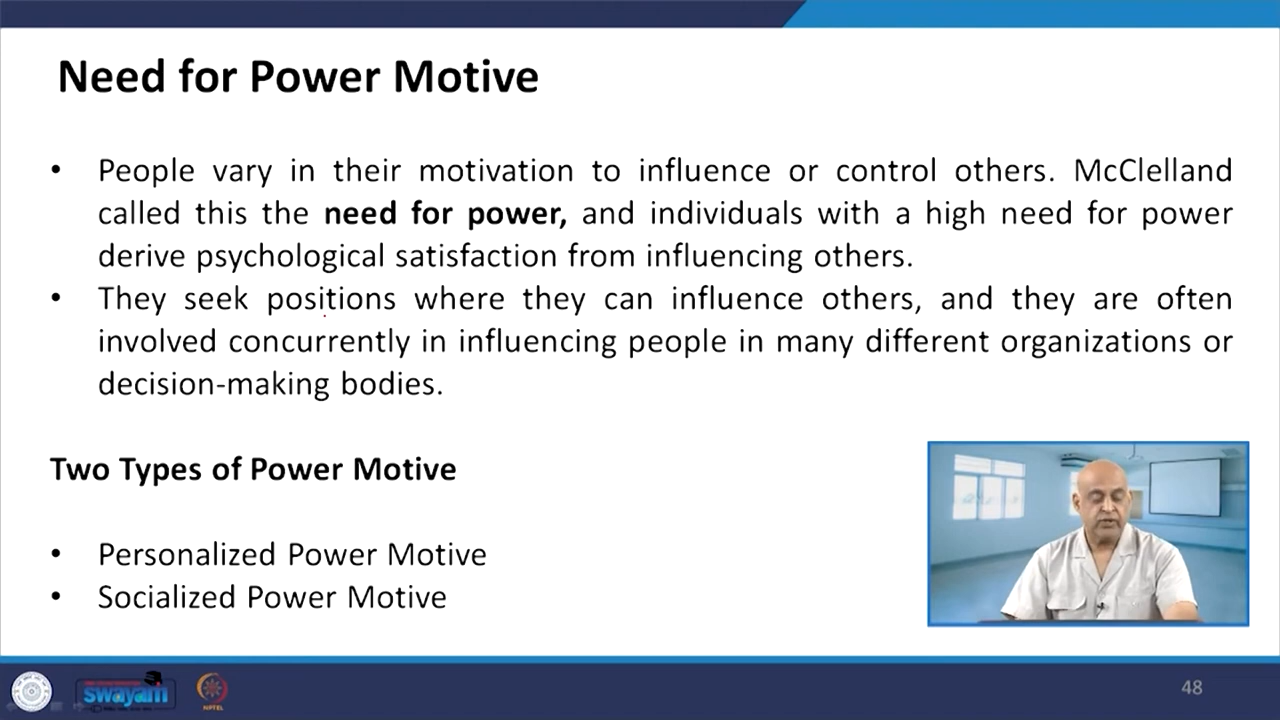 Need for Power Motive
• People vary in their motivation to influence or control others. McClelland
called this the need for power, and individuals with a high need for power
derive psychological satisfaction from influencing others.
• They seek positions where they can influence others, and they are often
involved concurrently in influencing people in many different organizations or
decision-making bodies.
Two Types of Power Motive
• Personalized Power Motive
• Socialized Power Motive
swayam
NPTEL
48